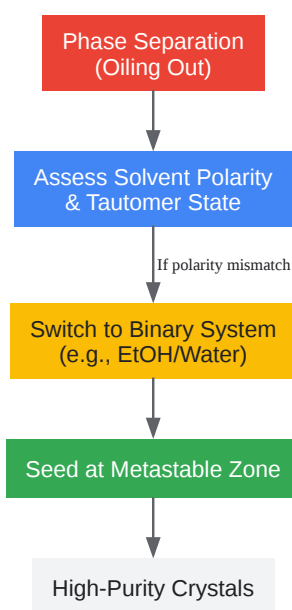 Phase Separation
(Oiling Out)
Assess Solvent Polarity
& Tautomer State
If polarity mismatch
Switch to Binary System
(e.g., EtOH/Water)
Seed at Metastable Zone
High-Purity Crystals